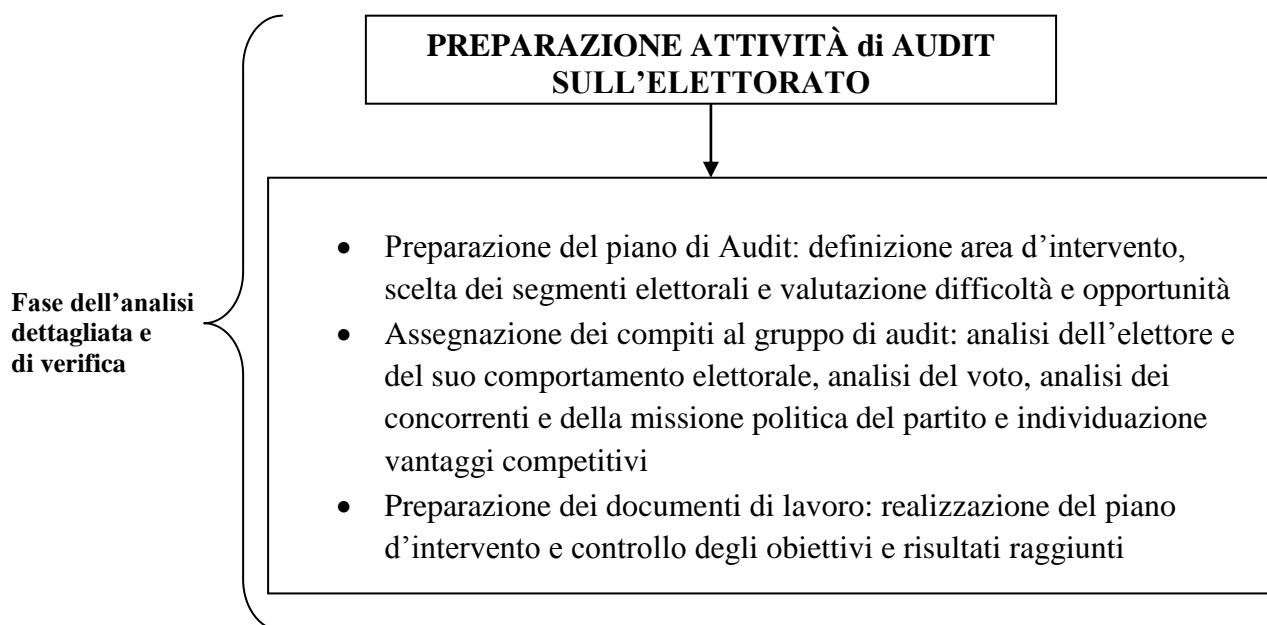 PREPARAZIONE ATTIVITÀ di AUDIT
SULL’ELETTORATO
Fase dell’analisi
dettagliata e
di verifica
• Preparazione del piano di Audit: definizione area d’intervento,
scelta dei segmenti elettorali e valutazione difficoltà e opportunità
• Assegnazione dei compiti al gruppo di audit: analisi dell’elettore e
del suo comportamento elettorale, analisi del voto, analisi dei
concorrenti e della missione politica del partito e individuazione
vantaggi competitivi
• Preparazione dei documenti di lavoro: realizzazione del piano
d’intervento e controllo degli obiettivi e risultati raggiunti